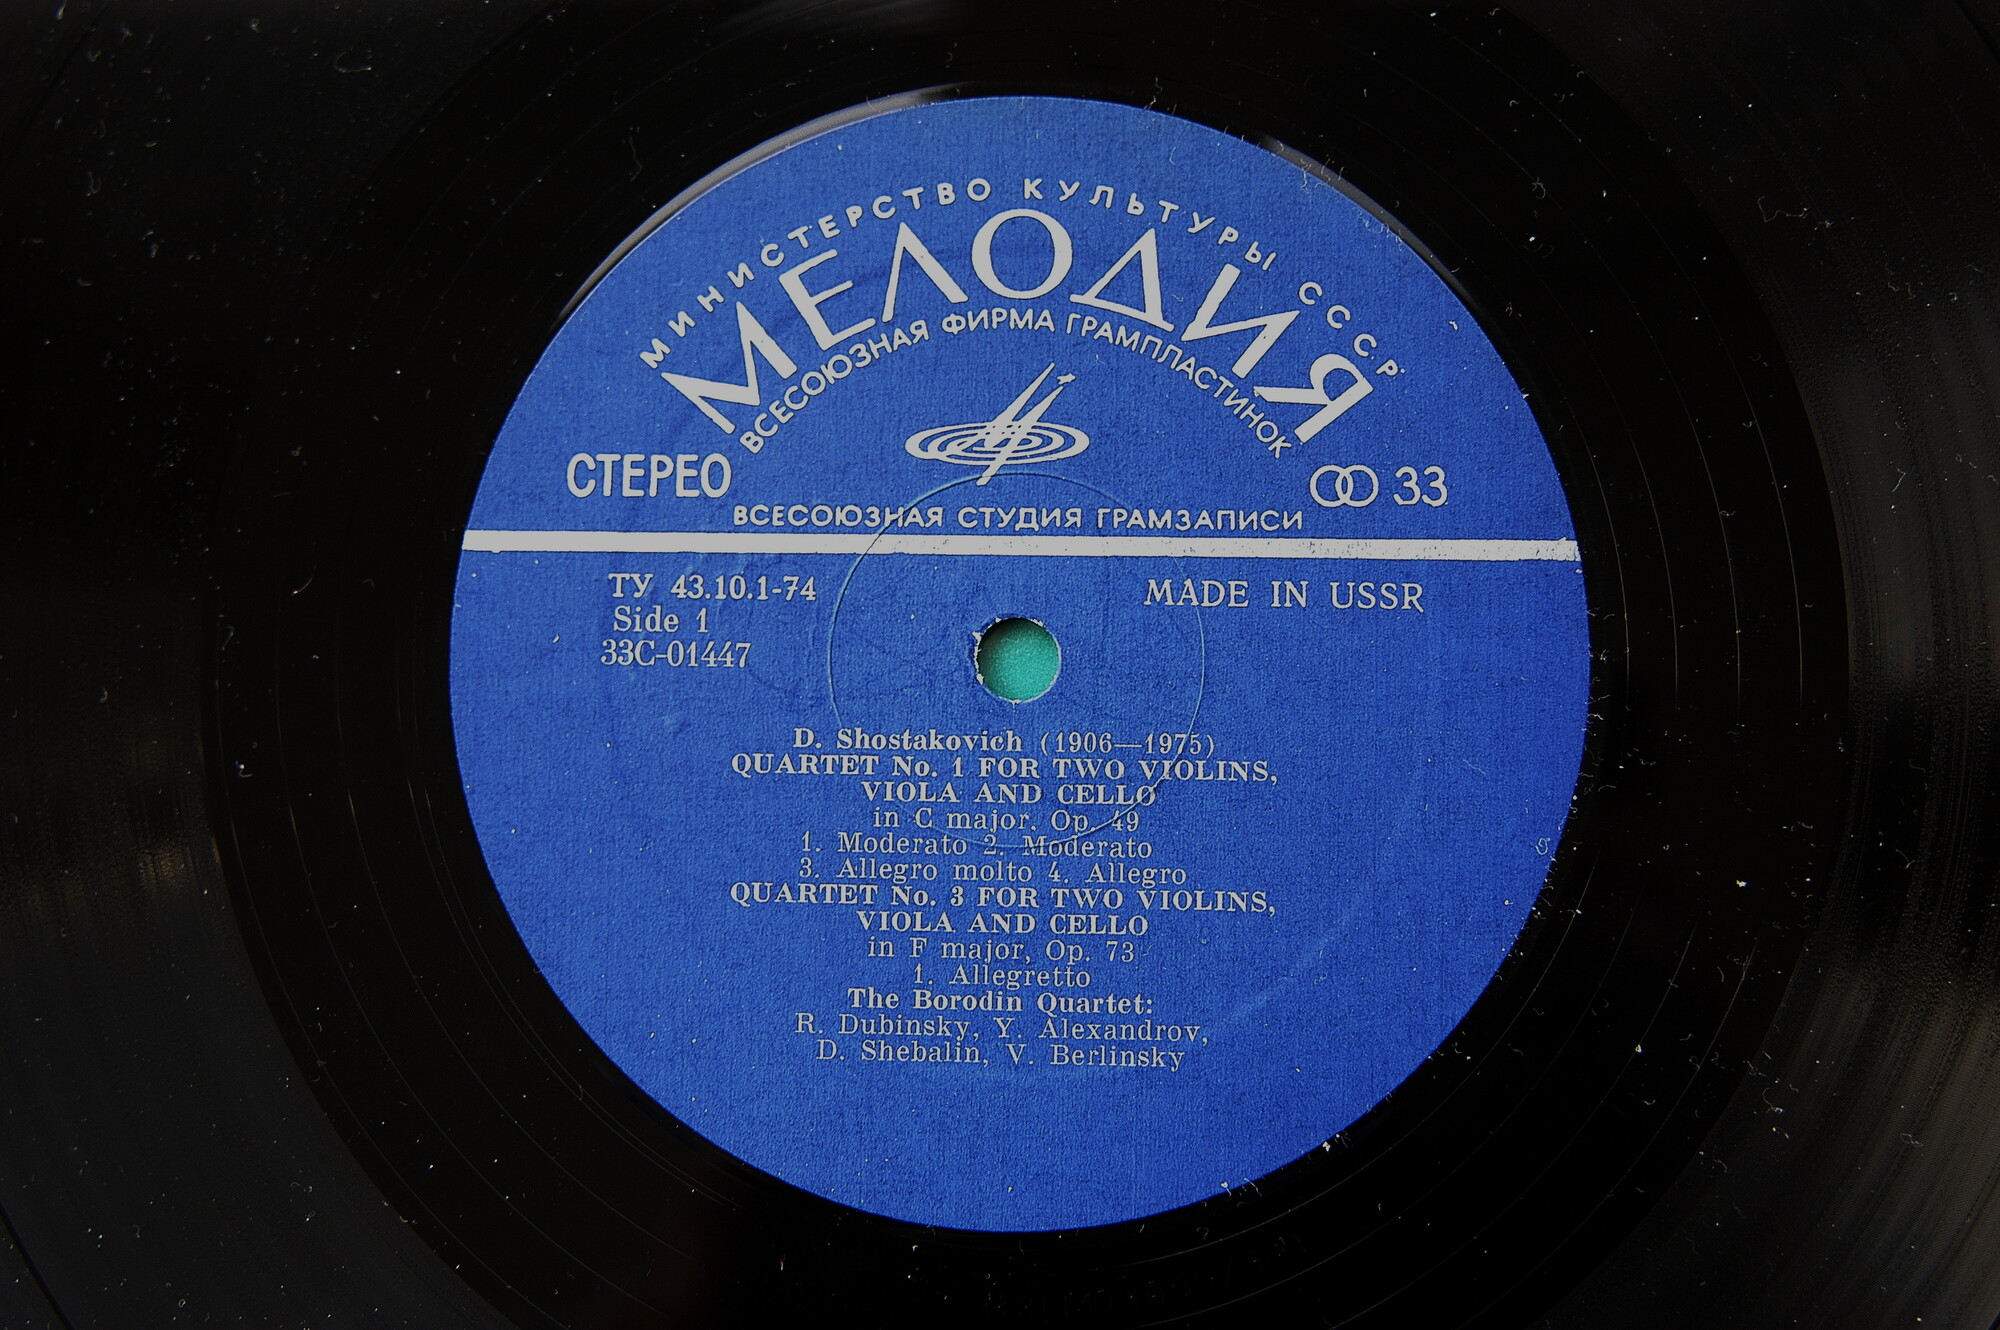 МИНИСТЕРСТВО КУЛЬТУРЫ СССР
МЕЛОДИЯ
ВСЕСОЮЗНАЯ ФИРМА ГРАМПЛАСТИНОК
СТЕРЕО
33
ВСЕСОЮЗНАЯ СТУДИЯ ГРАМЗАПИСИ
ТУ 43.10.1-74
MADE IN USSR
Side 1
33С-01447
D. Shostakovich (1906—1975)
QUARTET No. 1 FOR TWO VIOLINS,
VIOLA AND CELLO
in C major. Op. 49
1. Moderato 2. Moderato
3. Allegro molto 4. Allegro
QUARTET No. 3 FOR TWO VIOLINS,
VIOLA AND CELLO
in F major, Op. 73
1. Allegretto
The Borodin Quartet:
R. Dubinsky, Y. Alexandrov,
D. Shebalin, V. Berlinsky